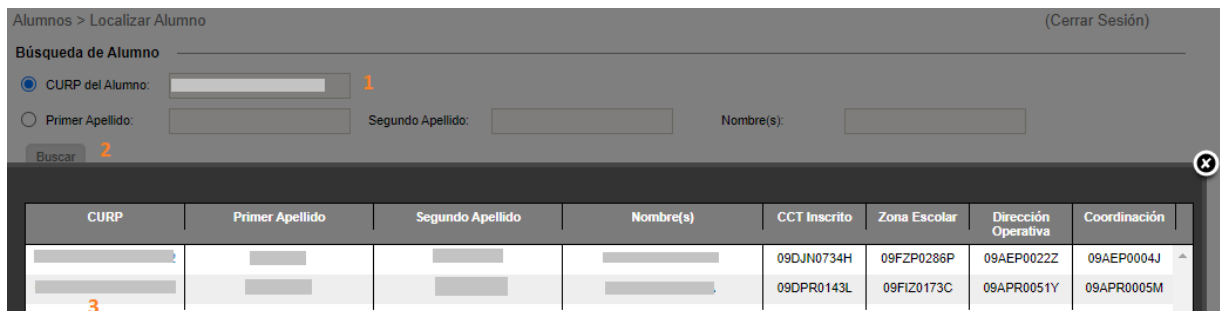 Alumnos > Localizar Alumno (Cerrar Sesión)
Búsqueda de Alumno
CURP del Alumno: 1
Primer Apellido: Segundo Apellido: Nombre(s):
Buscar 2
CURP Primer Apellido Segundo Apellido Nombre(s) CCT Inscrito Zona Escolar Dirección Operativa Coordinación
09DJN0734H 09FZP0286P 09AEP0022Z 09AEP0004J
09DPR0143L 09FIZ0173C 09APR0051Y 09APR0005M
3